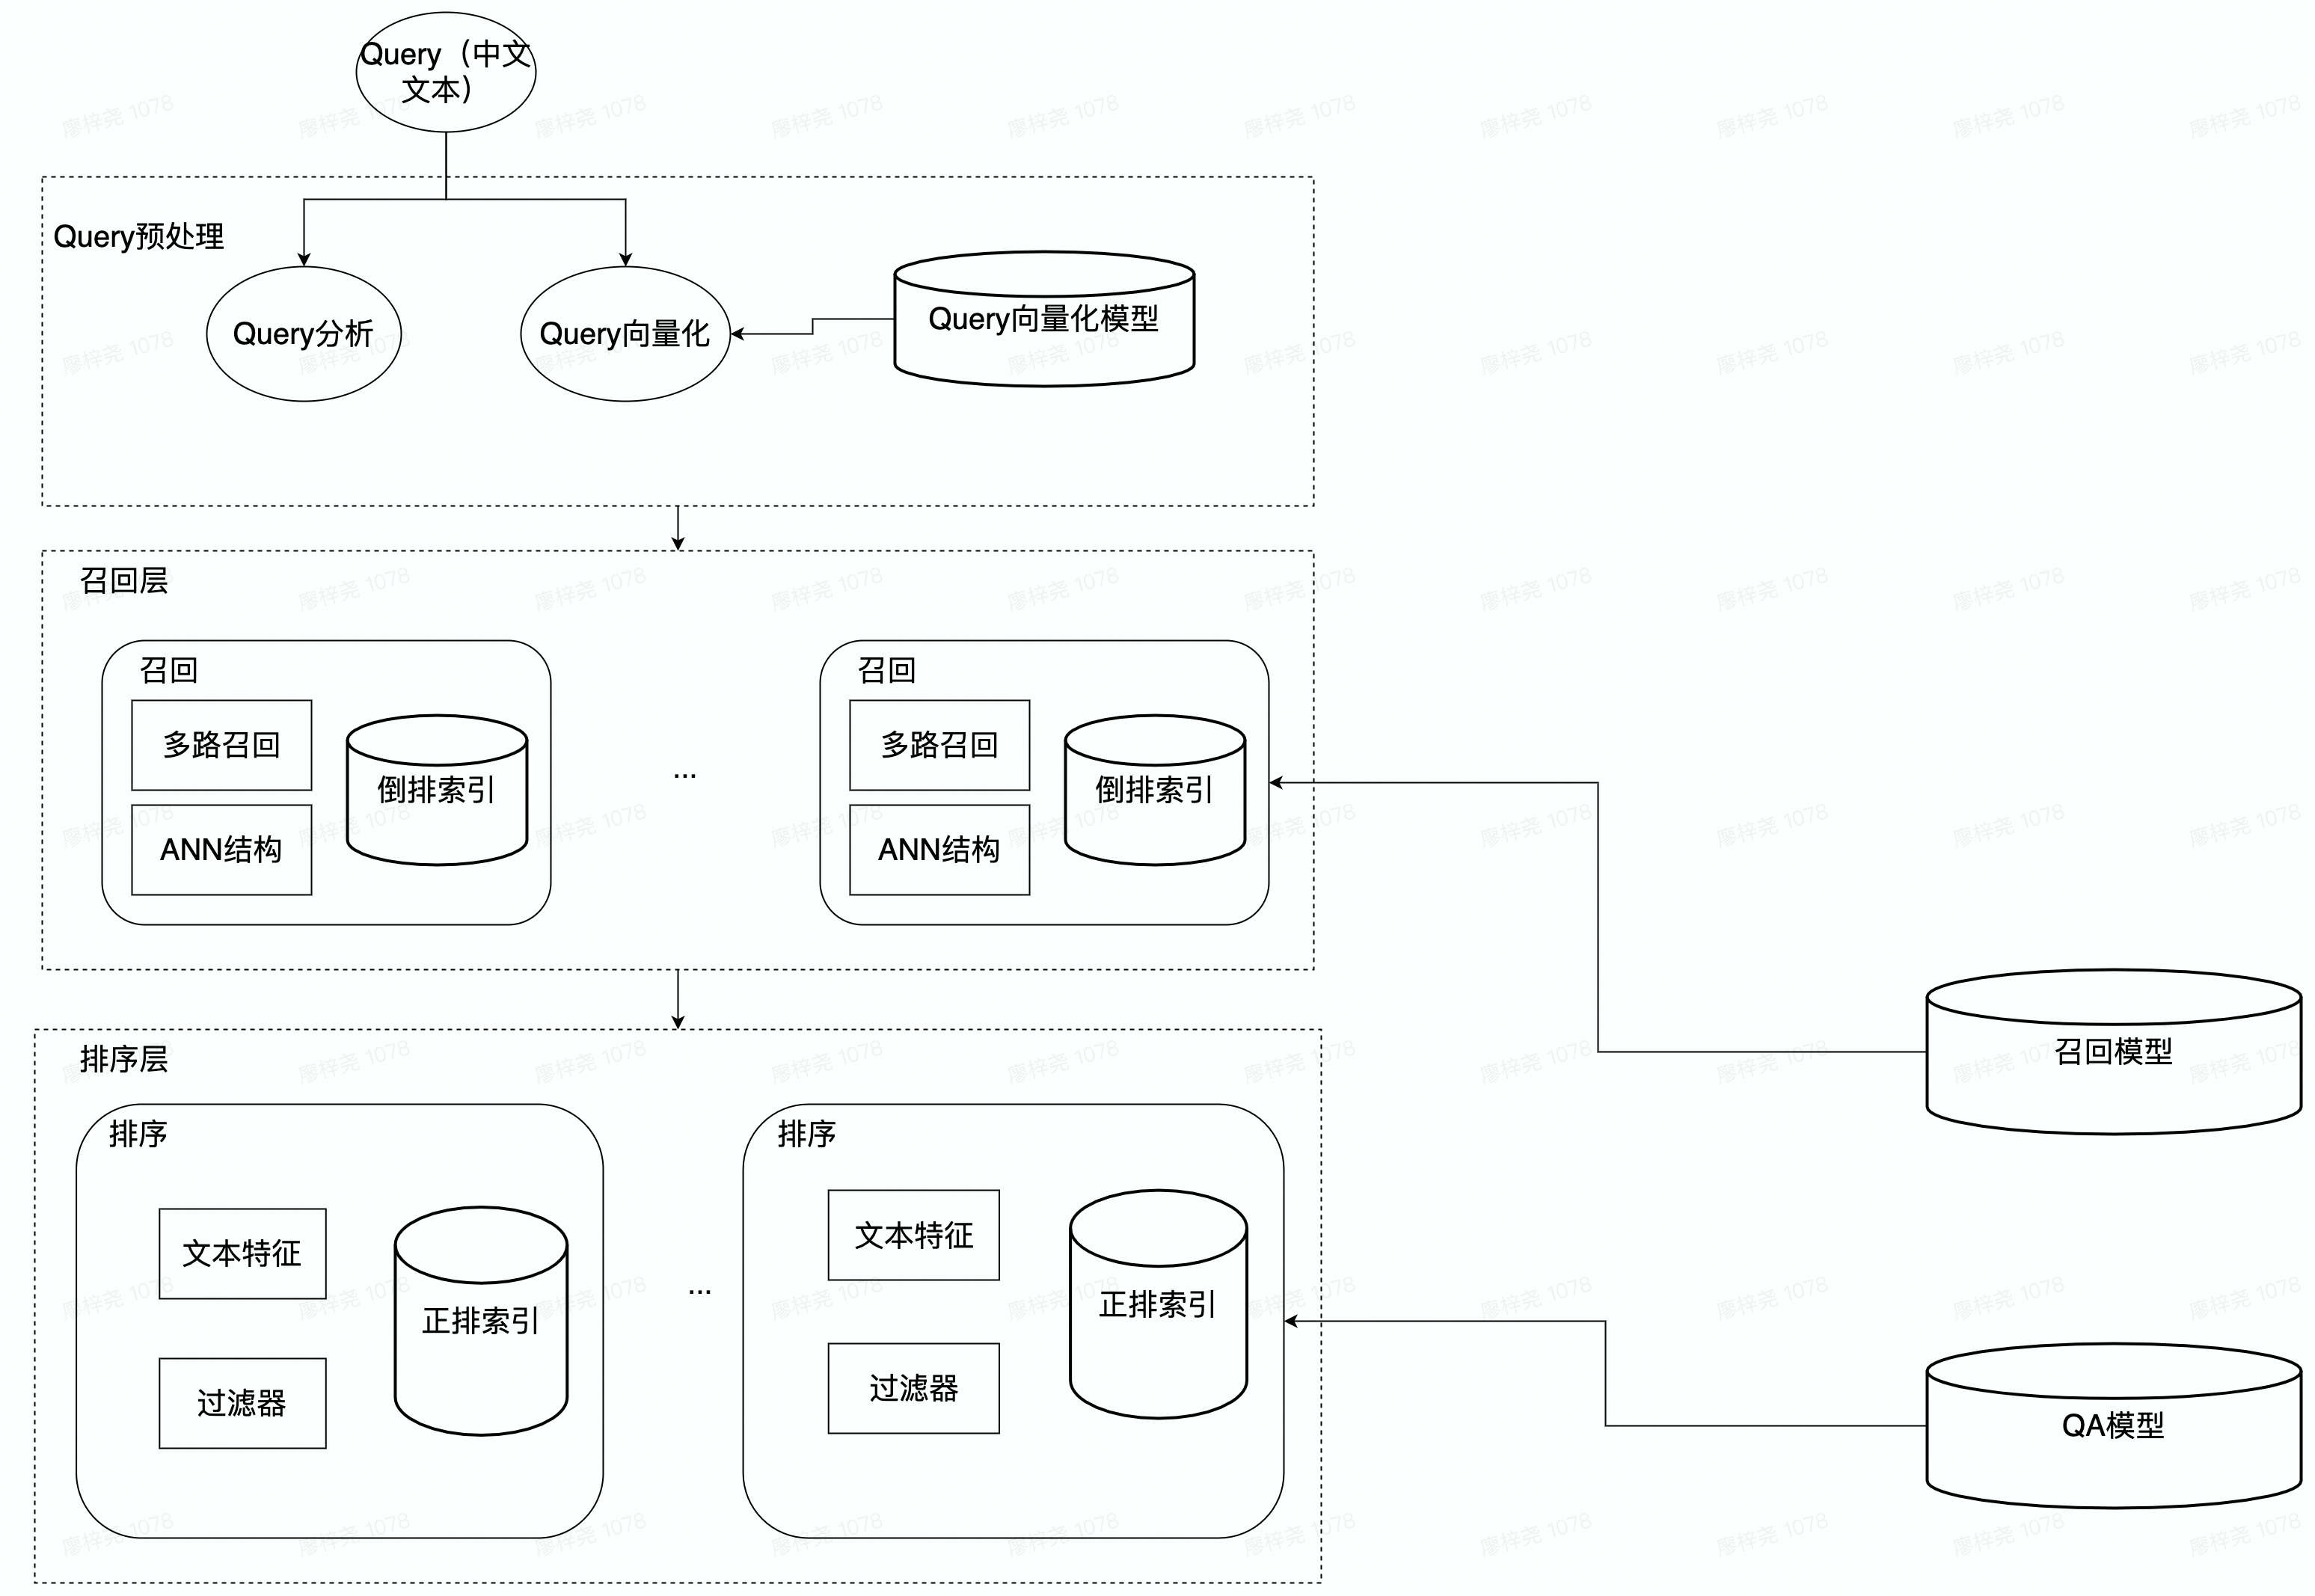 Query（中文
文本）
Query预处理
Query分析
Query向量化
Query向量化模型
召回层
召回
多路召回
ANN结构
倒排索引
...
召回
多路召回
ANN结构
倒排索引
召回模型
排序层
排序
文本特征
过滤器
正排索引
...
排序
文本特征
过滤器
正排索引
QA模型
廖梓尧 1078